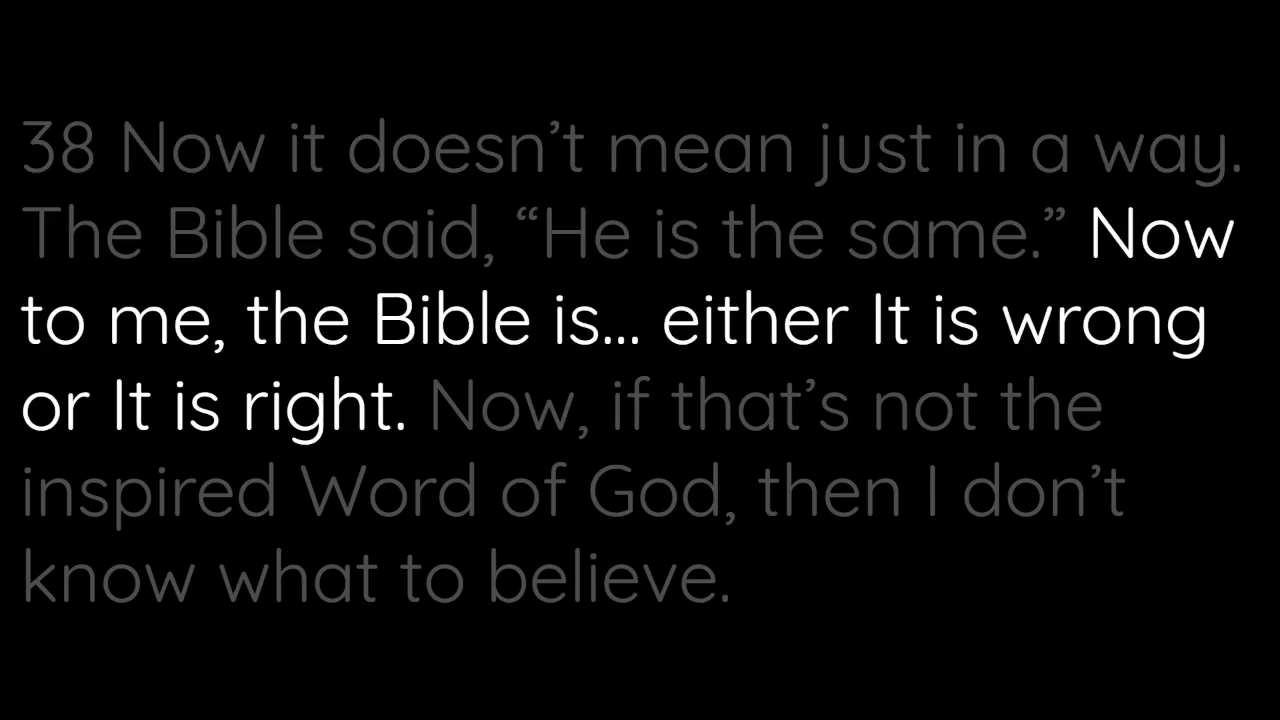 38 Now it doesn’t mean just in a way.
The Bible said, “He is the same.” Now
to me, the Bible is... either It is wrong
or It is right. Now, if that’s not the
inspired Word of God, then I don’t
know what to believe.